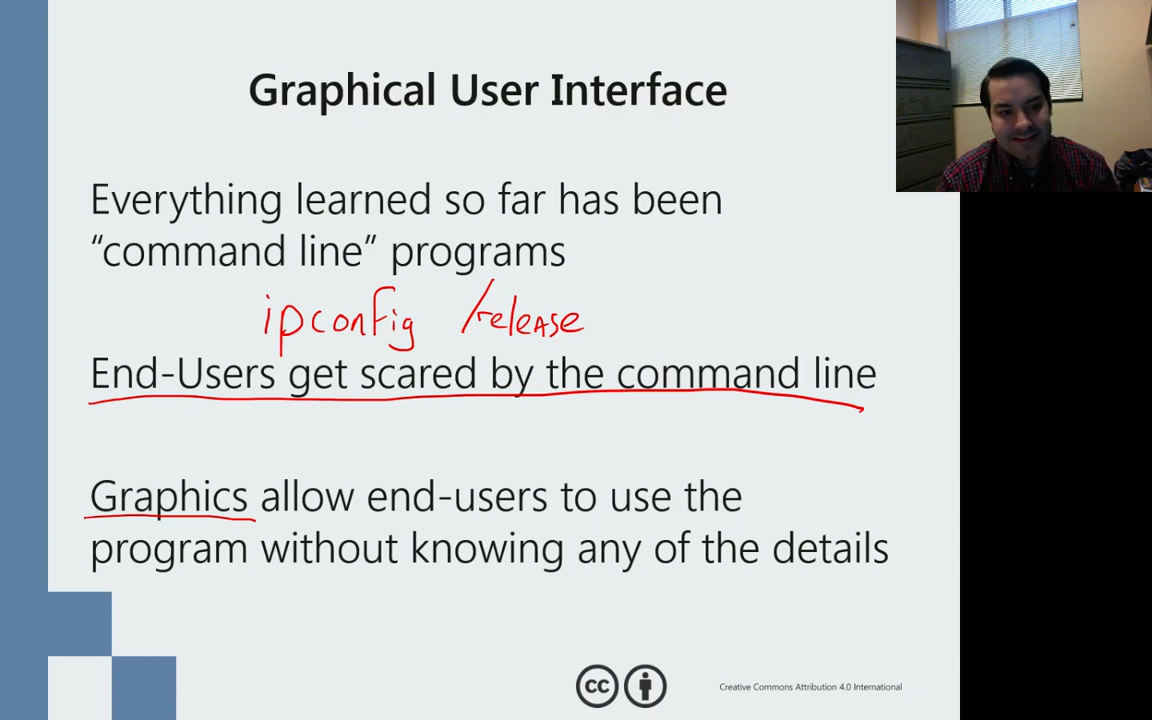 Graphical User Interface
Everything learned so far has been
“command line” programs
ipconfig /release
End-Users get scared by the command line
Graphics allow end-users to use the
program without knowing any of the details
cc
Creative Commons Attribution 4.0 International